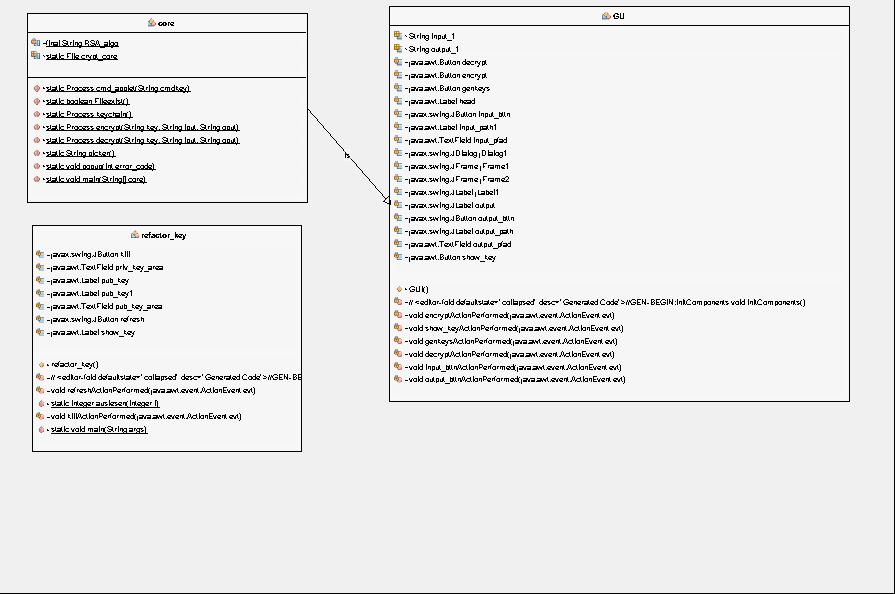 core
-final String RSA_algo
-static File crypt_core
+static Process cmd_applet(String cmdkey)
+static boolean Fileexist()
+static Process keychain()
+static Process encrypt(String key, String Iout, String oout)
+static Process decrypt(String key, String Iout, String oout)
+static String picker()
+static void popup(int error_code)
+static void main(String[] core)
is
refactor_key
-javax.swing.JButton kill
-java.awt.TextField priv_key_area
-java.awt.Label pub_key
-java.awt.Label pub_key1
-java.awt.TextField pub_key_area
-javax.swing.JButton refresh
-java.awt.Label show_key
+refactor_key()
-// <editor-fold defaultstate="collapsed" desc="Generated Code">//GEN-BE
-void refreshActionPerformed(java.awt.event.ActionEvent evt)
+static Integer auslesen(Integer i)
-void killActionPerformed(java.awt.event.ActionEvent evt)
+static void main(String args)
GUI
+String input_1
+String output_1
-java.awt.Button decrypt
-java.awt.Button encrypt
-java.awt.Button genkeys
-java.awt.Label head
-javax.swing.JButton input_bttn
-java.awt.Label input_path1
-java.awt.TextField input_pfad
-javax.swing.JDialog jDialog1
-javax.swing.JFrame jFrame1
-javax.swing.JFrame jFrame2
-javax.swing.JLabel jLabel1
-javax.swing.JLabel output
-javax.swing.JButton output_bttn
-javax.swing.JLabel output_path
-java.awt.TextField output_pfad
-java.awt.Button show_key
+GUI()
-// <editor-fold defaultstate="collapsed" desc="Generated Code">//GEN-BEGIN:initComponents void initComponents()
-void encryptActionPerformed(java.awt.event.ActionEvent evt)
-void show_keyActionPerformed(java.awt.event.ActionEvent evt)
-void genkeysActionPerformed(java.awt.event.ActionEvent evt)
-void decryptActionPerformed(java.awt.event.ActionEvent evt)
-void input_bttnActionPerformed(java.awt.event.ActionEvent evt)
-void output_bttnActionPerformed(java.awt.event.ActionEvent evt)